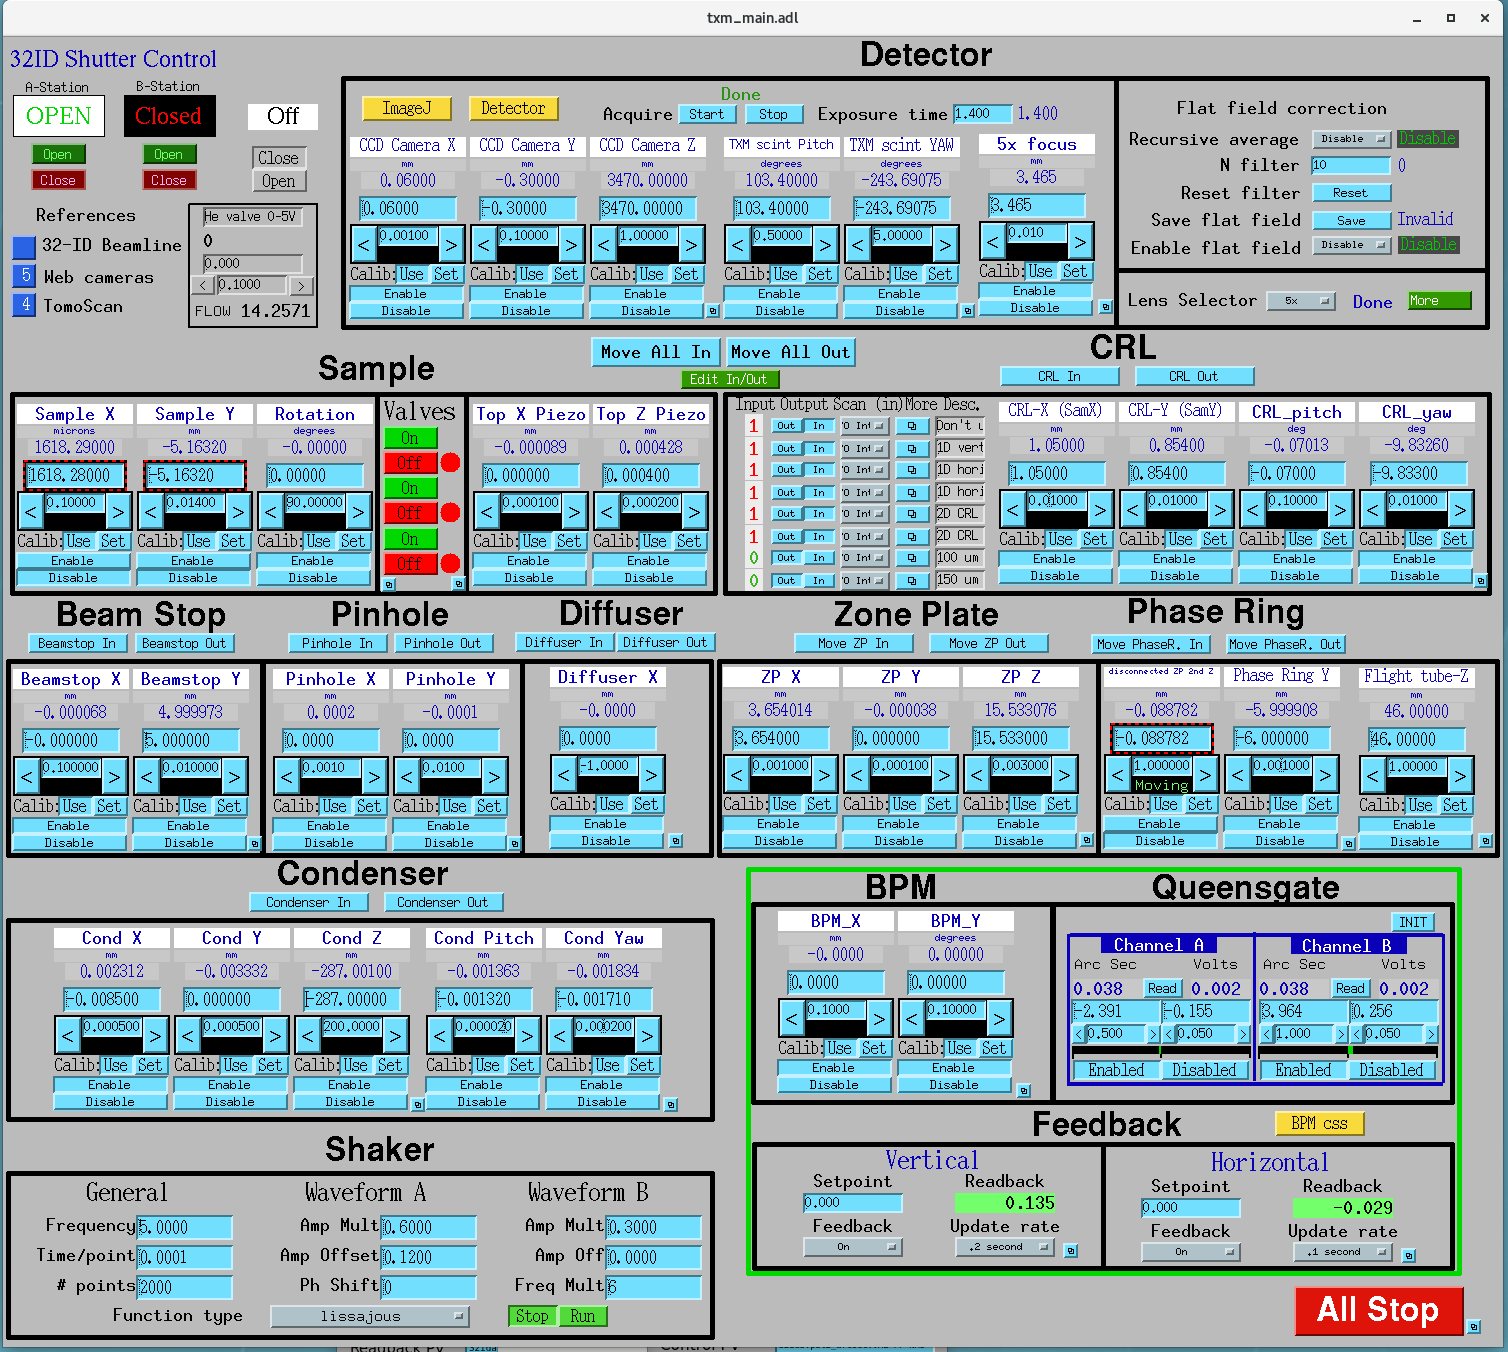 txm_main.adl
32ID Shutter Control
A-Station
B-Station
OPEN
Closed
Off
Open
Open
Close
Close
Close
Open
References
32-ID Beamline
5 Web cameras
4 TomoScan
He valve 0-5V
0
0.000
< 0.1000 >
FLOW 14.2571
Detector
ImageJ
Detector
Done
Acquire Start Stop
Exposure time 1.400 1.400
CCD Camera X CCD Camera Y CCD Camera Z TXM scint Pitch TXM scint YAW 5x focus
mm mm mm degrees degrees mm
0.06000 -0.30000 3470.00000 103.40000 -243.69075 3.465
0.06000 -0.30000 3470.00000 103.40000 -243.69075 3.465
< 0.00100 > < 0.10000 > < 1.00000 > < 0.50000 > < 5.00000 > < 0.010 >
Calib: Use Set Calib: Use Set Calib: Use Set Calib: Use Set Calib: Use Set Calib: Use Set
Enable Enable Enable Enable Enable Enable
Disable Disable Disable Disable Disable Disable
Flat field correction
Recursive average Disable Disable
N filter 10 0
Reset filter Reset
Save flat field Save Invalid
Enable flat field Disable Disable
Lens Selector 5x Done More
Move All In Move All Out
Edit In/Out
Sample
Sample X Sample Y Rotation
microns mm degrees
1618.29000 -5.16320 -0.00000
1618.28000 -5.16320 0.00000
< 0.10000 > < 0.01400 > < 90.00000 >
Calib: Use Set Calib: Use Set Calib: Use Set
Enable Enable Enable
Disable Disable Disable
Valves
On
Off
On
Off
On
Off
Top X Piezo Top Z Piezo
mm mm
-0.000089 0.000428
0.000000 0.000400
< 0.000100 > < 0.000200 >
Calib: Use Set Calib: Use Set
Enable Enable
Disable Disable
CRL
CRL In CRL Out
Input Output Scan (in)More Desc.
1 Out In Don't u
1 Out In 1D vert
1 Out In 1D hori
1 Out In 1D hori
1 Out In 2D CRL
1 Out In 2D CRL
0 Out In 100 um
0 Out In 150 um
CRL-X (SamX) CRL-Y (SamY) CRL_pitch CRL_yaw
mm mm deg deg
1.05000 0.85400 -0.07013 -9.83260
1.05000 0.85400 -0.07000 -9.83300
< 0.01000 > < 0.01000 > < 0.10000 > < 0.01000 >
Calib: Use Set Calib: Use Set Calib: Use Set Calib: Use Set
Enable Enable Enable Enable
Disable Disable Disable Disable
Beam Stop
Beamstop In Beamstop Out
Beamstop X Beamstop Y
mm mm
-0.000068 4.999973
-0.000000 5.000000
< 0.100000 > < 0.010000 >
Calib: Use Set Calib: Use Set
Enable Enable
Disable Disable
Pinhole
Pinhole In Pinhole Out
Pinhole X Pinhole Y
mm mm
0.0002 -0.0001
0.0000 0.0000
< 0.0010 > < 0.0100 >
Calib: Use Set Calib: Use Set
Enable Enable
Disable Disable
Diffuser
Diffuser In Diffuser Out
Diffuser X
mm
-0.0000
0.0000
< -1.0000 >
Calib: Use Set
Enable
Disable
Zone Plate
Move ZP In Move ZP Out
ZP X ZP Y ZP Z
mm mm mm
3.654014 -0.000038 15.533076
3.654000 0.000000 15.533000
< 0.001000 > < 0.000100 > < 0.003000 >
Calib: Use Set Calib: Use Set Calib: Use Set
Enable Enable Enable
Disable Disable Disable
Phase Ring
Move PhaseR. In Move PhaseR. Out
disconnected ZP 2nd Z Phase Ring Y Flight tube-Z
mm mm mm
-0.088782 -5.999908 46.00000
-0.088782 -6.000000 46.00000
< 1.000000 > < 0.001000 > < 1.00000 >
Moving
Calib: Use Set Calib: Use Set Calib: Use Set
Enable Enable Enable
Disable Disable Disable
Condenser
Condenser In Condenser Out
Cond X Cond Y Cond Z Cond Pitch Cond Yaw
mm mm mm mm mm
0.002312 -0.003332 -287.00100 -0.001363 -0.001834
-0.008500 0.000000 -287.00000 -0.001320 -0.001710
< 0.000500 > < 0.000500 > < 200.0000 > < 0.000020 > < 0.000200 >
Calib: Use Set Calib: Use Set Calib: Use Set Calib: Use Set Calib: Use Set
Enable Enable Enable Enable Enable
Disable Disable Disable Disable Disable
BPM
BPM_X BPM_Y
mm degrees
-0.0000 0.00000
0.0000 0.00000
< 0.1000 > < 0.10000 >
Calib: Use Set Calib: Use Set
Enable Enable
Disable Disable
Queensgate
INIT
Channel A Channel B
Arc Sec Volts Arc Sec Volts
0.038 Read 0.002 0.038 Read 0.002
-2.391 -0.155 3.964 0.256
< 0.500 > < 0.050 > < 1.000 > < 0.050 >
Enabled Disabled Enabled Disabled
Feedback
BPM css
Vertical
Setpoint Readback
0.000 0.135
Feedback Update rate
On .2 second
Horizontal
Setpoint Readback
0.000 -0.029
Feedback Update rate
On .1 second
Shaker
General Waveform A Waveform B
Frequency 5.0000 Amp Mult 0.6000 Amp Mult 0.3000
Time/point 0.0001 Amp Offset 0.1200 Amp Off 0.0000
# points 2000 Ph Shift 0 Freq Mult 6
Function type lissajous Stop Run
All Stop